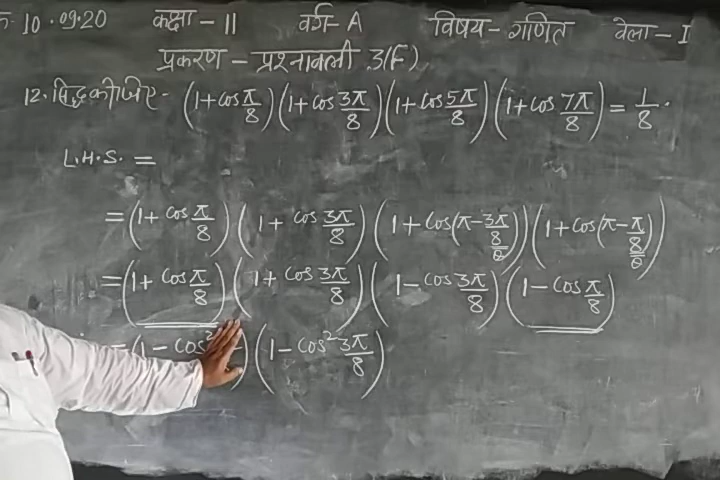 10.09.20 कक्षा - 11 वर्ग - A विषय - गणित वेला - I
प्रकरण - प्रश्नावली 3(F)
12. सिद्ध कीजिए - (1+cos π/8)(1+cos 3π/8)(1+cos 5π/8)(1+cos 7π/8) = 1/8.
L.H.S. =
= (1+cos π/8)(1+cos 3π/8)(1+cos(π-3π/8))(1+cos(π-π/8))
θ θ
= (1+cos π/8)(1+cos 3π/8)(1-cos 3π/8)(1-cos π/8)
= (1-cos² )(1-cos² 3π/8)